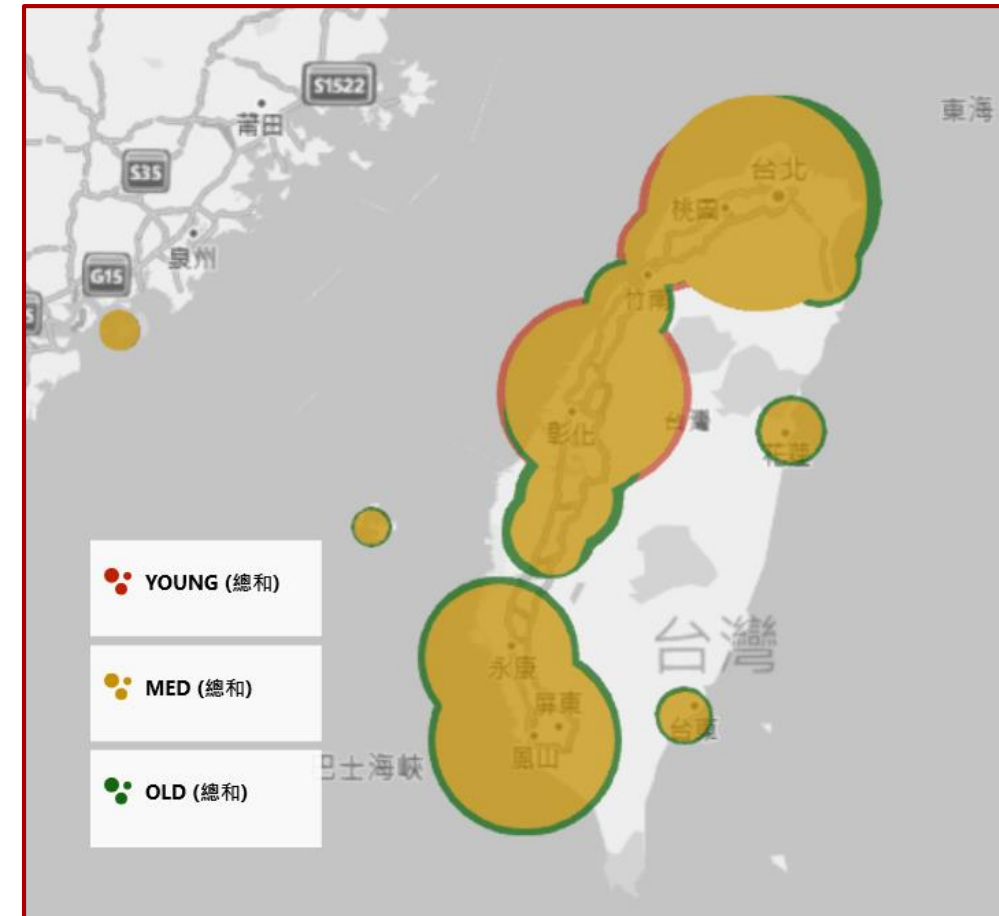 S1522
莆田
S35
泉州
G15
東海
台北
桃園
竹南
彰化
台灣
花蓮
永康
屏東
鳳山
台東
台灣
巴士海峽
YOUNG (總和)
MED (總和)
OLD (總和)